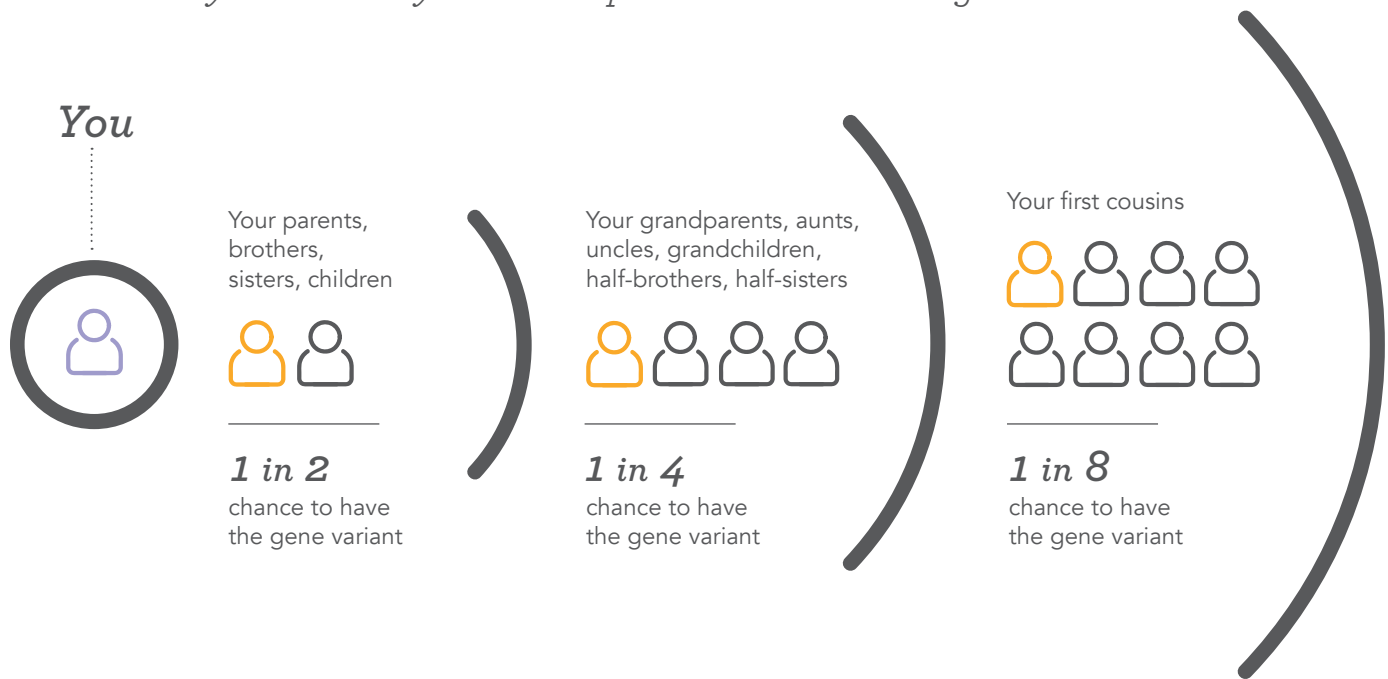 You
Your parents,
brothers,
sisters, children
1 in 2
chance to have
the gene variant
Your grandparents, aunts,
uncles, grandchildren,
half-brothers, half-sisters
1 in 4
chance to have
the gene variant
Your first cousins
1 in 8
chance to have
the gene variant